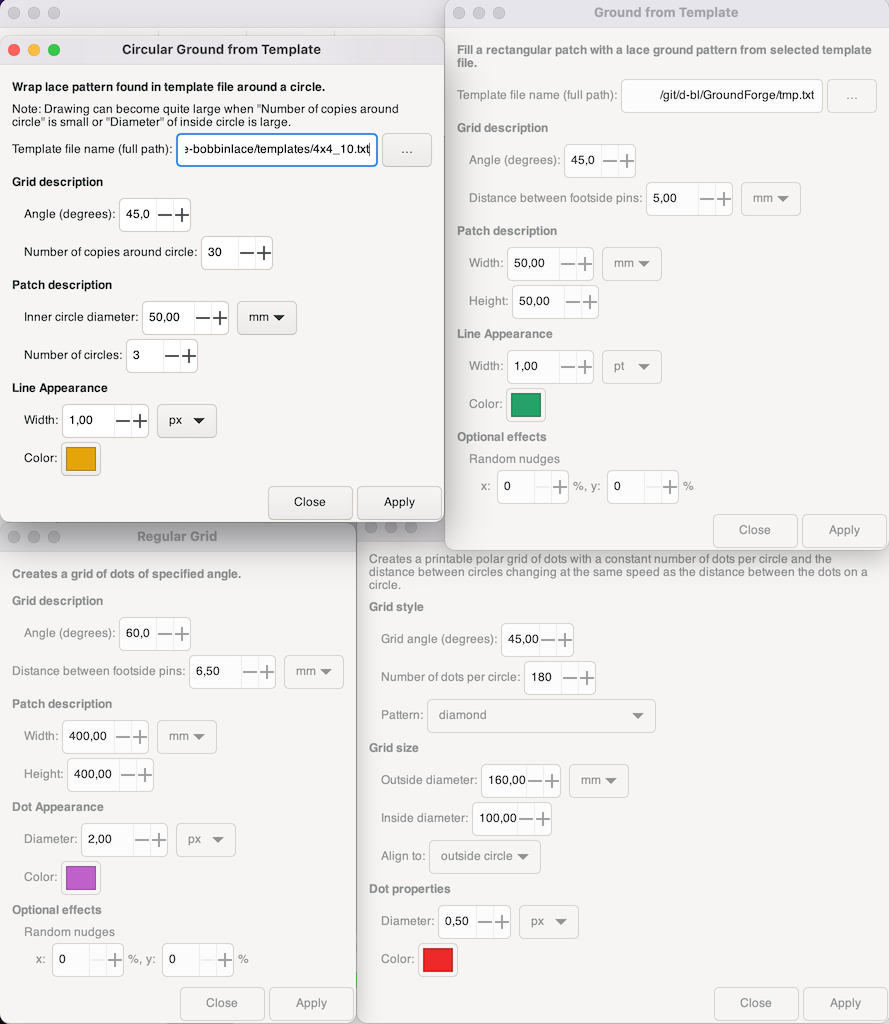 Circular Ground from Template
Wrap lace pattern found in template file around a circle.
Note: Drawing can become quite large when "Number of copies around
circle" is small or "Diameter" of inside circle is large.
Template file name (full path): e-bobbinlace/templates/4x4_10.txt ...
Grid description
Angle (degrees): 45,0
Number of copies around circle: 30
Patch description
Inner circle diameter: 50,00 mm
Number of circles: 3
Line Appearance
Width: 1,00 px
Color:
Close Apply
Ground from Template
Fill a rectangular patch with a lace ground pattern from selected template
file.
Template file name (full path): /git/d-bl/GroundForge/tmp.txt ...
Grid description
Angle (degrees): 45,0
Distance between footside pins: 5,00 mm
Patch description
Width: 50,00 mm
Height: 50,00
Line Appearance
Width: 1,00 pt
Color:
Optional effects
Random nudges
x: 0 %, y: 0 %
Close Apply
Regular Grid
Creates a grid of dots of specified angle.
Grid description
Angle (degrees): 60,0
Distance between footside pins: 6,50 mm
Patch description
Width: 400,00 mm
Height: 400,00
Dot Appearance
Diameter: 2,00 px
Color:
Optional effects
Random nudges
x: 0 %, y: 0 %
Close Apply
Creates a printable polar grid of dots with a constant number of dots per circle and the
distance between circles changing at the same speed as the distance between the dots on a
circle.
Grid style
Grid angle (degrees): 45,00
Number of dots per circle: 180
Pattern: diamond
Grid size
Outside diameter: 160,00 mm
Inside diameter: 100,00
Align to: outside circle
Dot properties
Diameter: 0,50 px
Color:
Close Apply